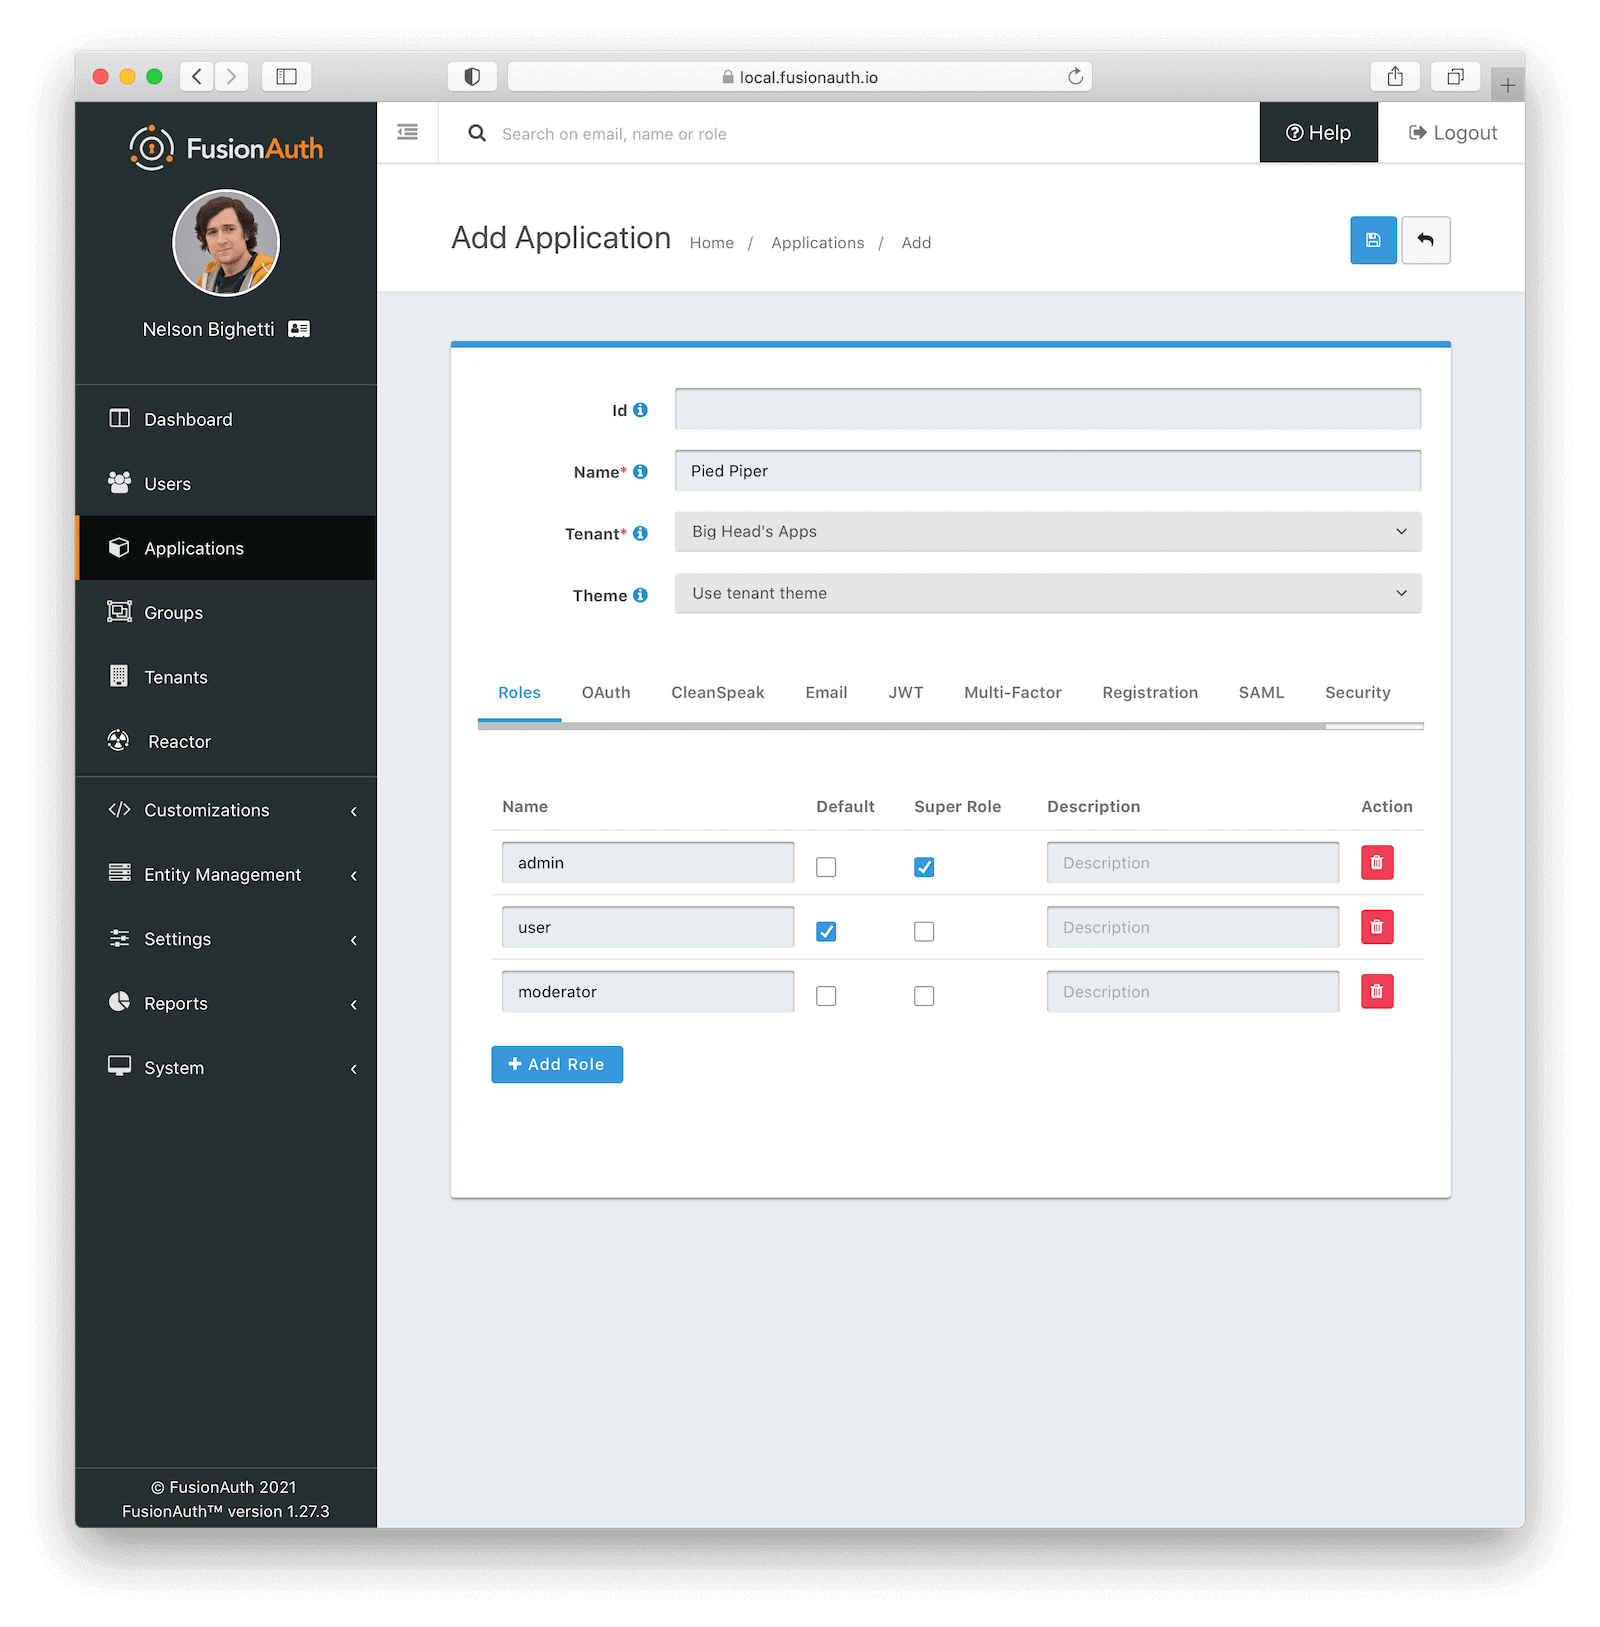 local.fusionauth.io
FusionAuth
Search on email, name or role
Help
Logout
Nelson Bighetti
Add Application
Home / Applications / Add
Dashboard
Users
Applications
Groups
Tenants
Reactor
Customizations
Entity Management
Settings
Reports
System
Id
Name* Pied Piper
Tenant* Big Head's Apps
Theme Use tenant theme
Roles OAuth CleanSpeak Email JWT Multi-Factor Registration SAML Security
Name Default Super Role Description Action
admin Description
user Description
moderator Description
Add Role
© FusionAuth 2021
FusionAuth™ version 1.27.3